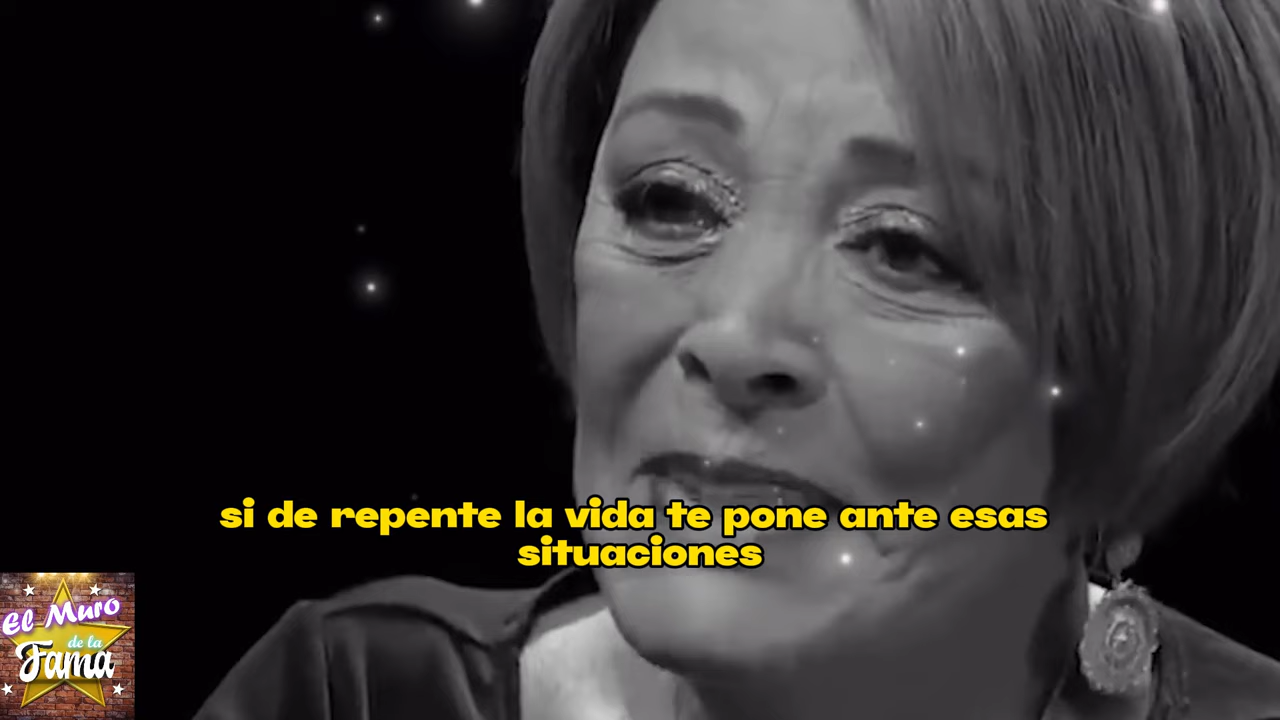 si de repente la vida te pone ante esas
situaciones
El Muro
de la
Fama